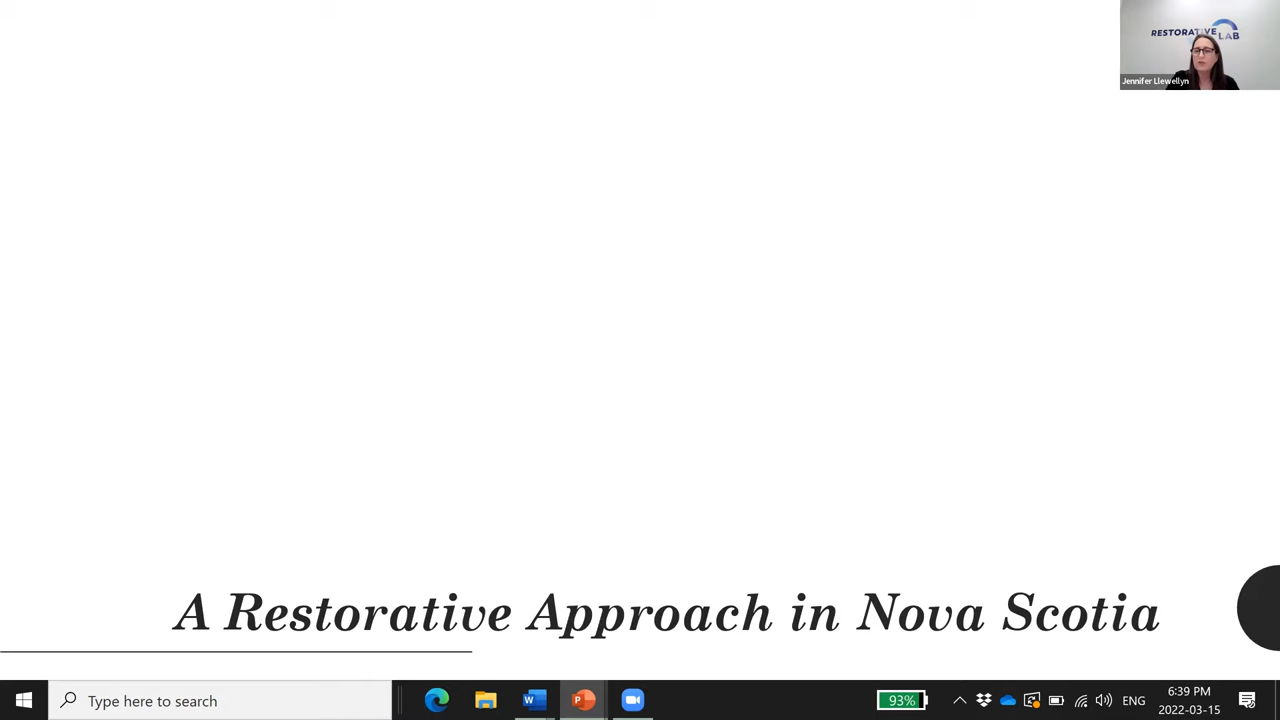 RESTORATIVE
LAB
Jennifer Llewellyn
A Restorative Approach in Nova Scotia
Type here to search
93%
ENG
6:39 PM
2022-03-15